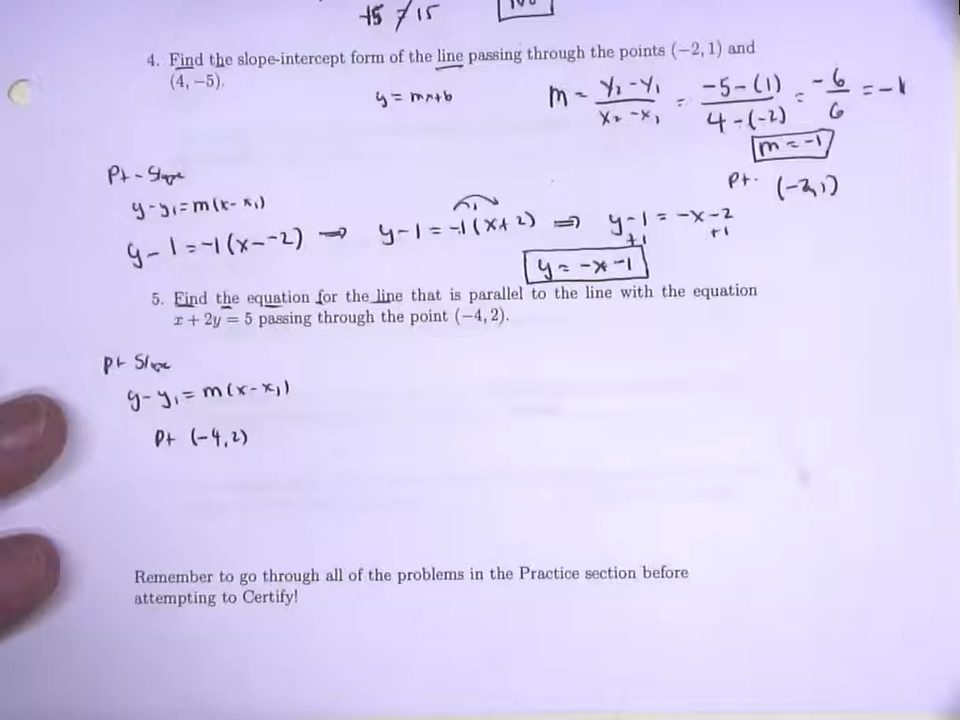 15 ≠ 15
4. Find the slope-intercept form of the line passing through the points (−2, 1) and
(4, −5).
y = mx+b
m = y₂-y₁/x₂-x₁ = -5-(1)/4-(-2) = -6/6 = -1
m = -1
Pt - Slope
Pt. (-2,1)
y-y₁=m(x-x₁)
y-1=-1(x--2) ⇒ y-1=-1(x+2) ⇒ y-1=-x-2
+1 +1
y = -x-1
5. Find the equation for the line that is parallel to the line with the equation
x + 2y = 5 passing through the point (−4, 2).
Pt Slope
y-y₁=m(x-x₁)
Pt (-4,2)
Remember to go through all of the problems in the Practice section before
attempting to Certify!